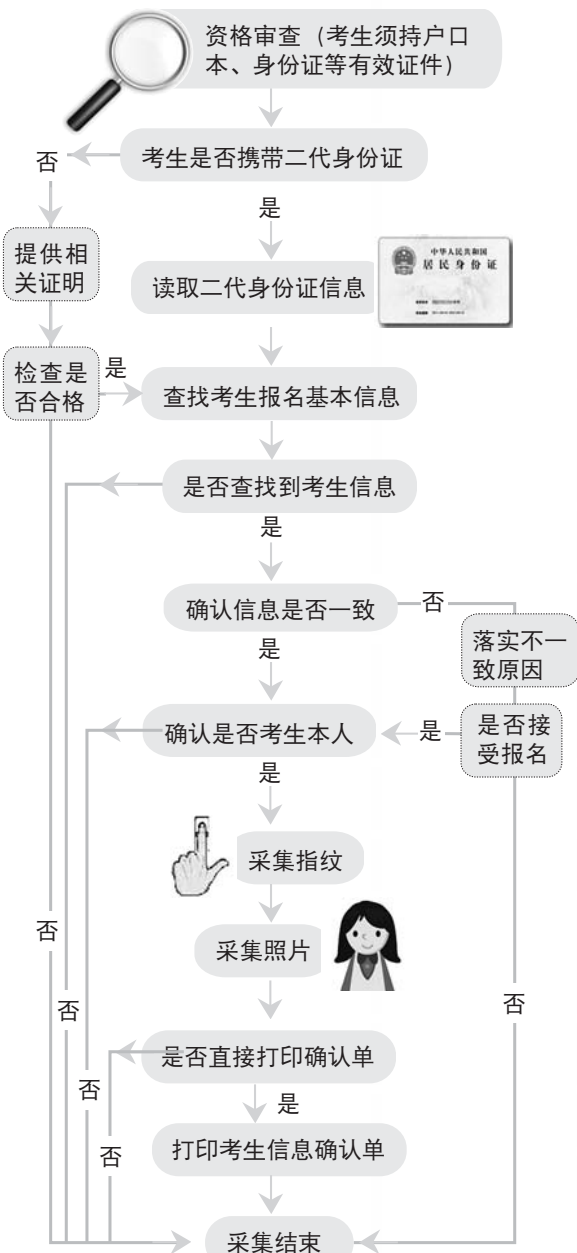 资格审查（考生须持户口
本、身份证等有效证件）
考生是否携带二代身份证
否
是
提供相
关证明
读取二代身份证信息
中华人民共和国
居民身份证
检查是
否合格
是
查找考生报名基本信息
是否查找到考生信息
是
确认信息是否一致
否
是
落实不一
致原因
确认是否考生本人
是
是否接
受报名
是
采集指纹
采集照片
否
否
否
是否直接打印确认单
否
是
打印考生信息确认单
否
采集结束